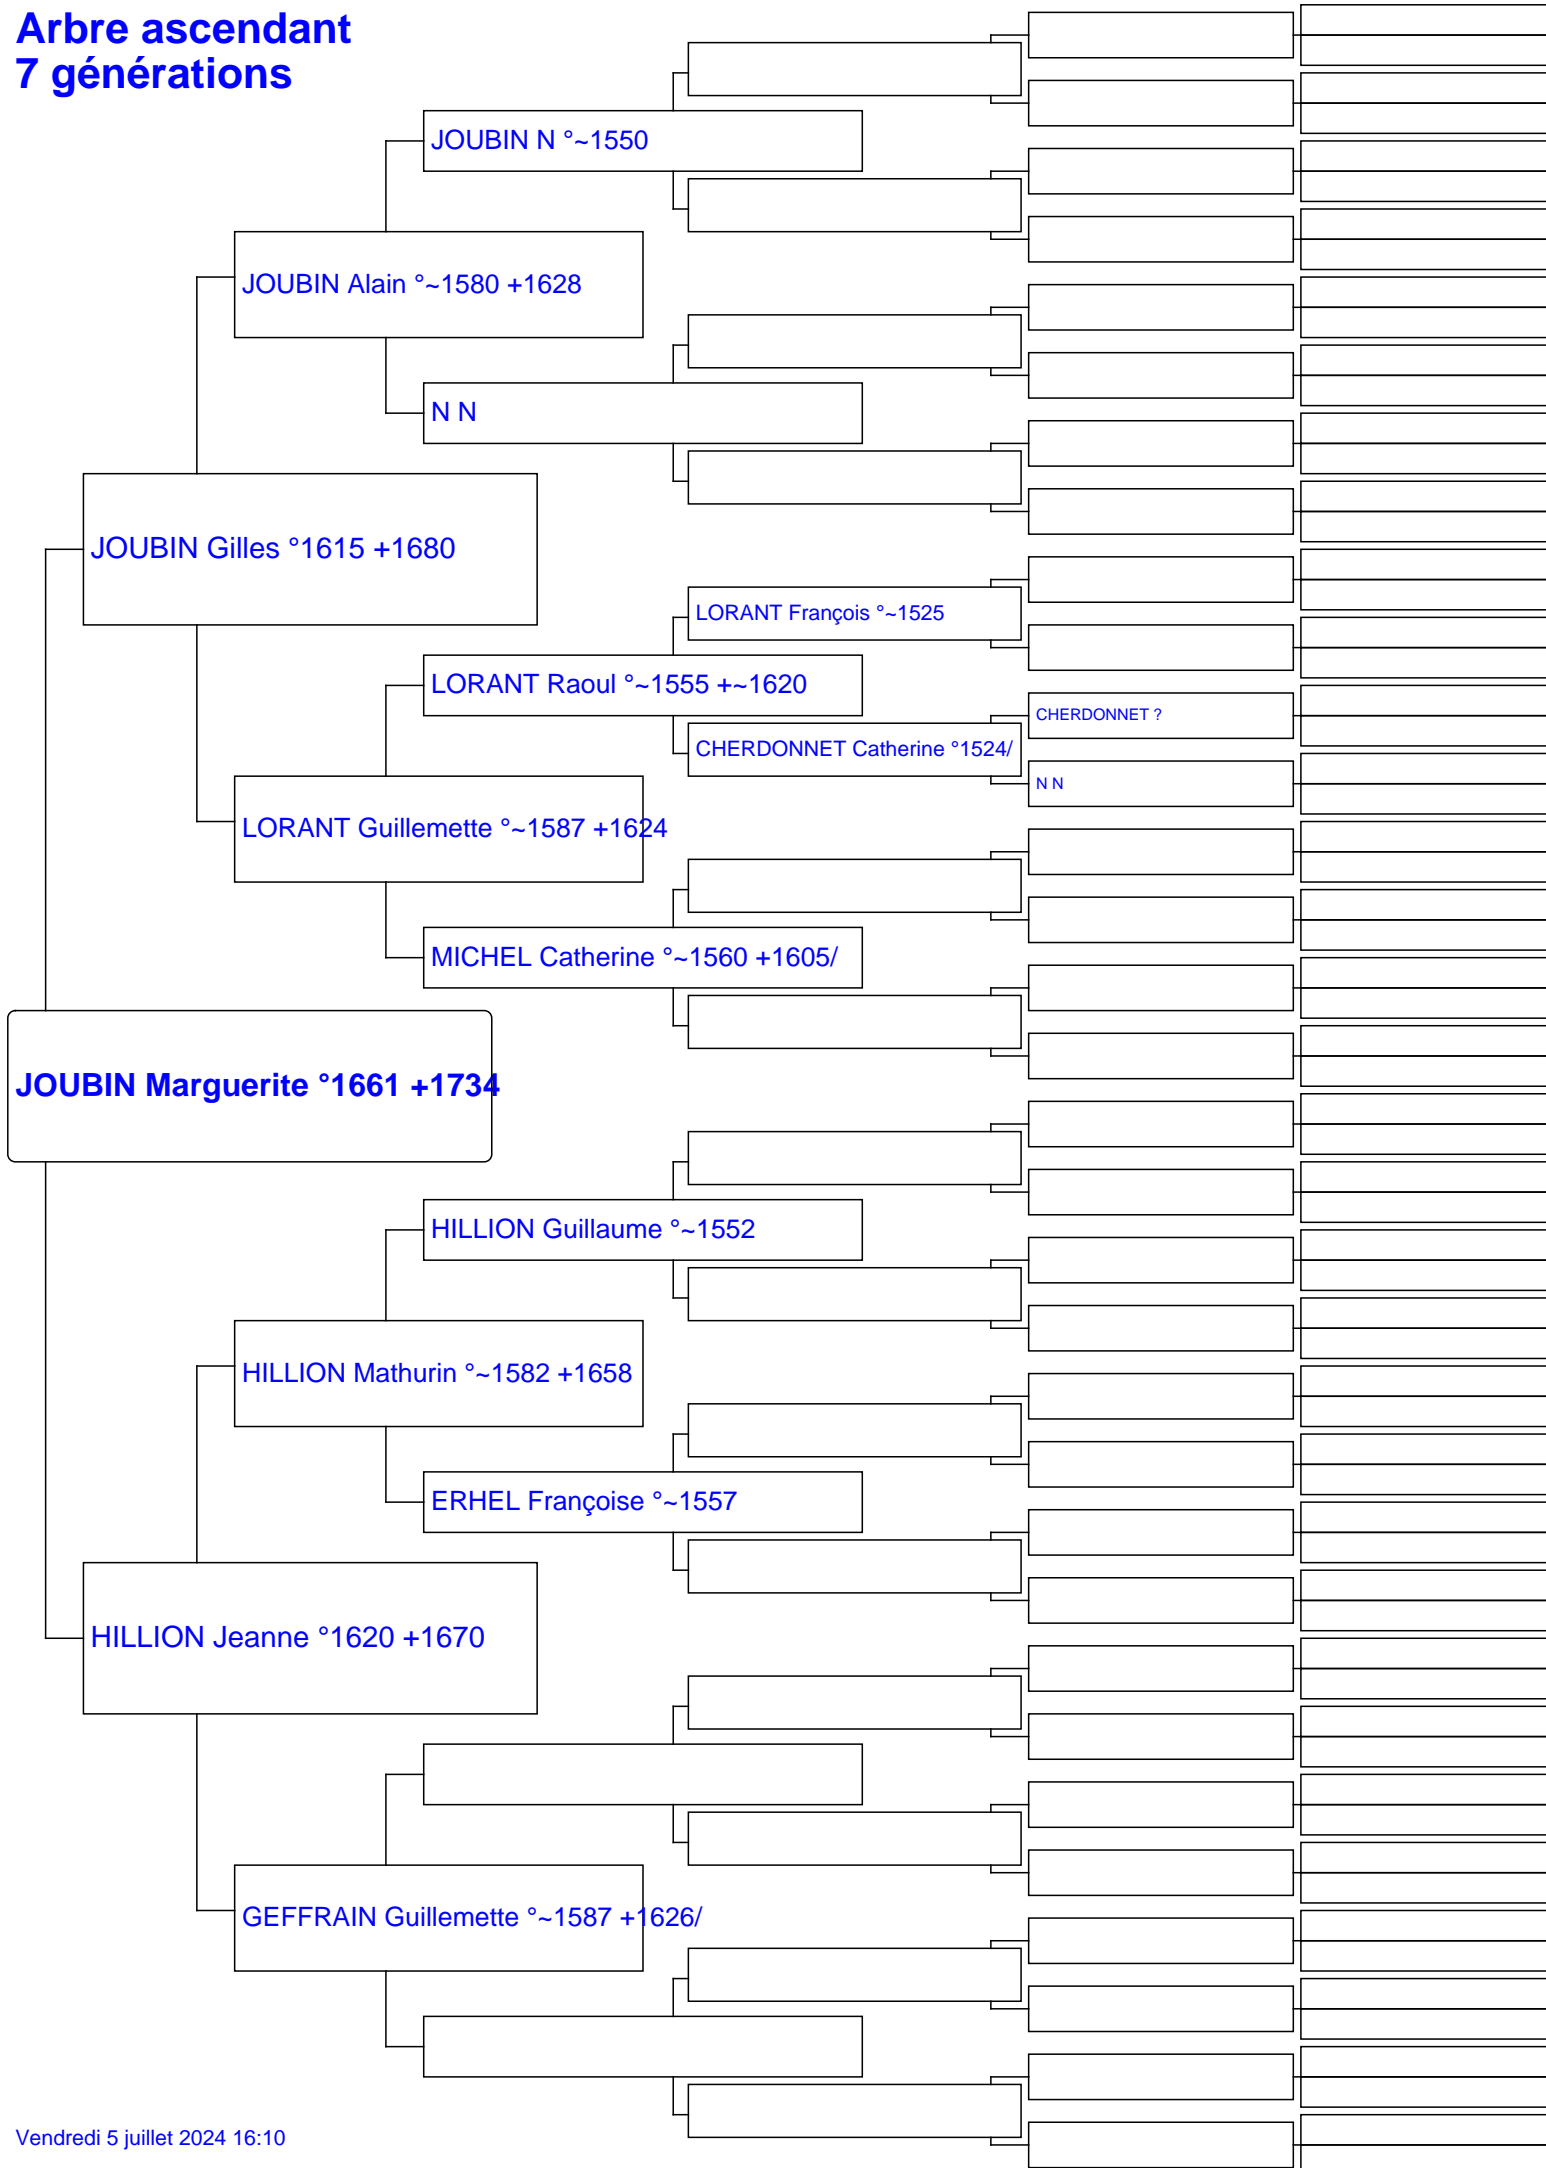 Arbre ascendant
7 générations
JOUBIN N °~1550
JOUBIN Alain °~1580 +1628
N N
JOUBIN Gilles °1615 +1680
LORANT François °~1525
LORANT Raoul °~1555 +~1620
CHERDONNET ?
CHERDONNET Catherine °1524/
N N
LORANT Guillemette °~1587 +1624
MICHEL Catherine °~1560 +1605/
JOUBIN Marguerite °1661 +1734
HILLION Guillaume °~1552
HILLION Mathurin °~1582 +1658
ERHEL Françoise °~1557
HILLION Jeanne °1620 +1670
GEFFRAIN Guillemette °~1587 +1626/
Vendredi 5 juillet 2024 16:10